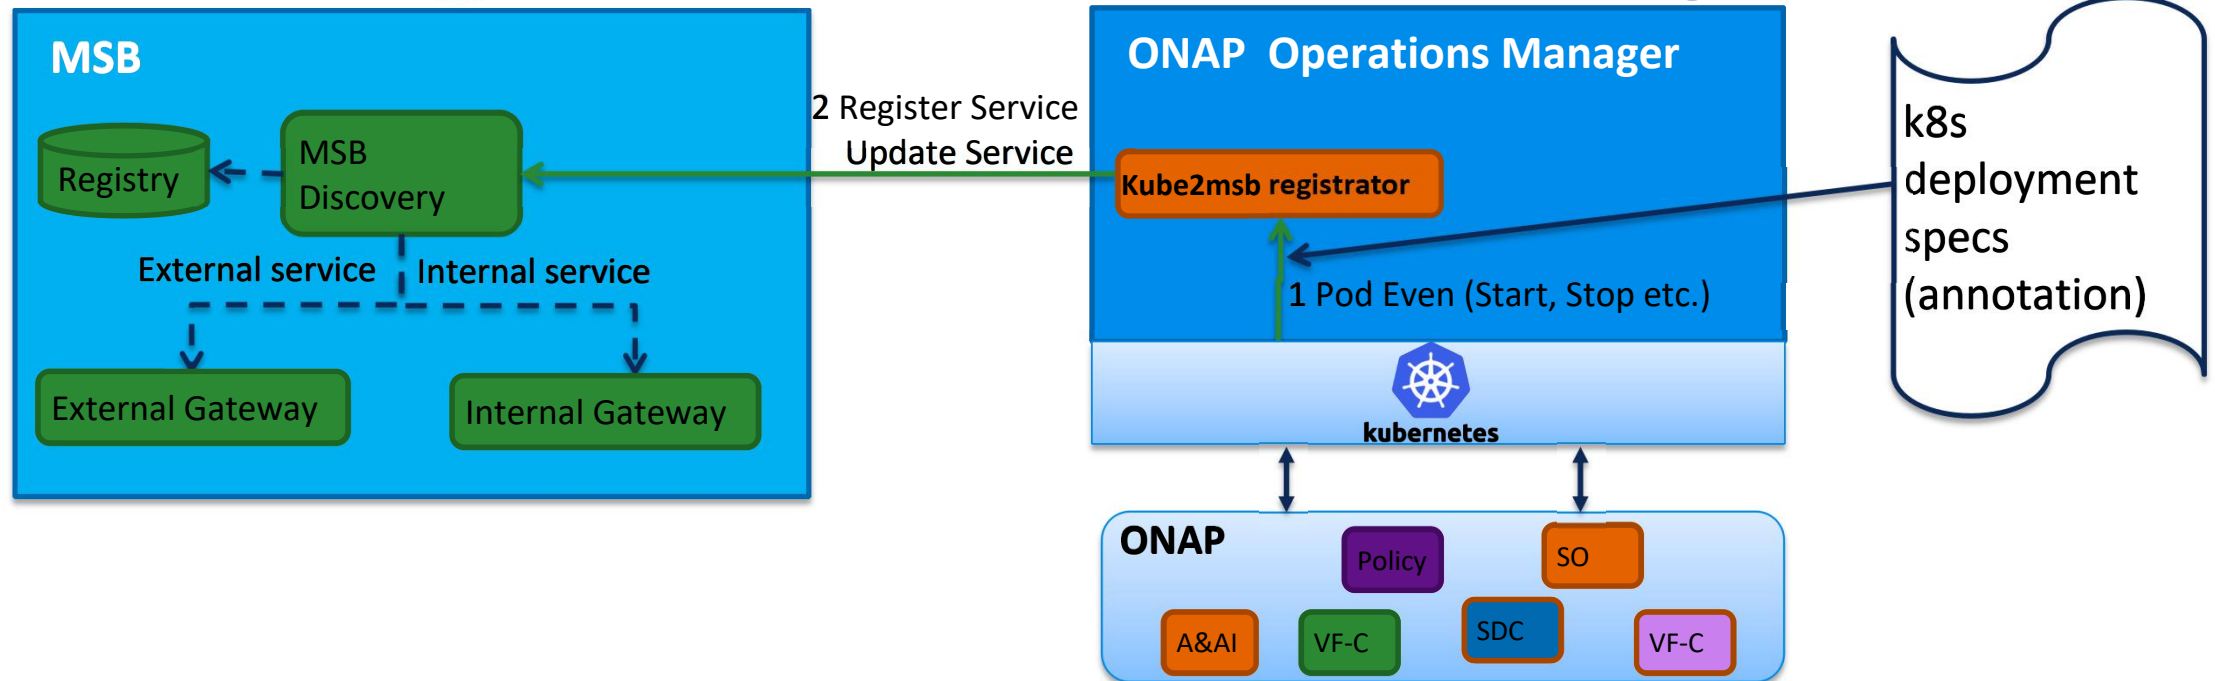 MSB
Registry
MSB
Discovery
External service
Internal service
External Gateway
Internal Gateway
2 Register Service
Update Service
ONAP  Operations Manager
Kube2msb registrator
1 Pod Even (Start, Stop etc.)
kubernetes
k8s
deployment
specs
(annotation)
ONAP
Policy
SO
A&AI
VF-C
SDC
VF-C